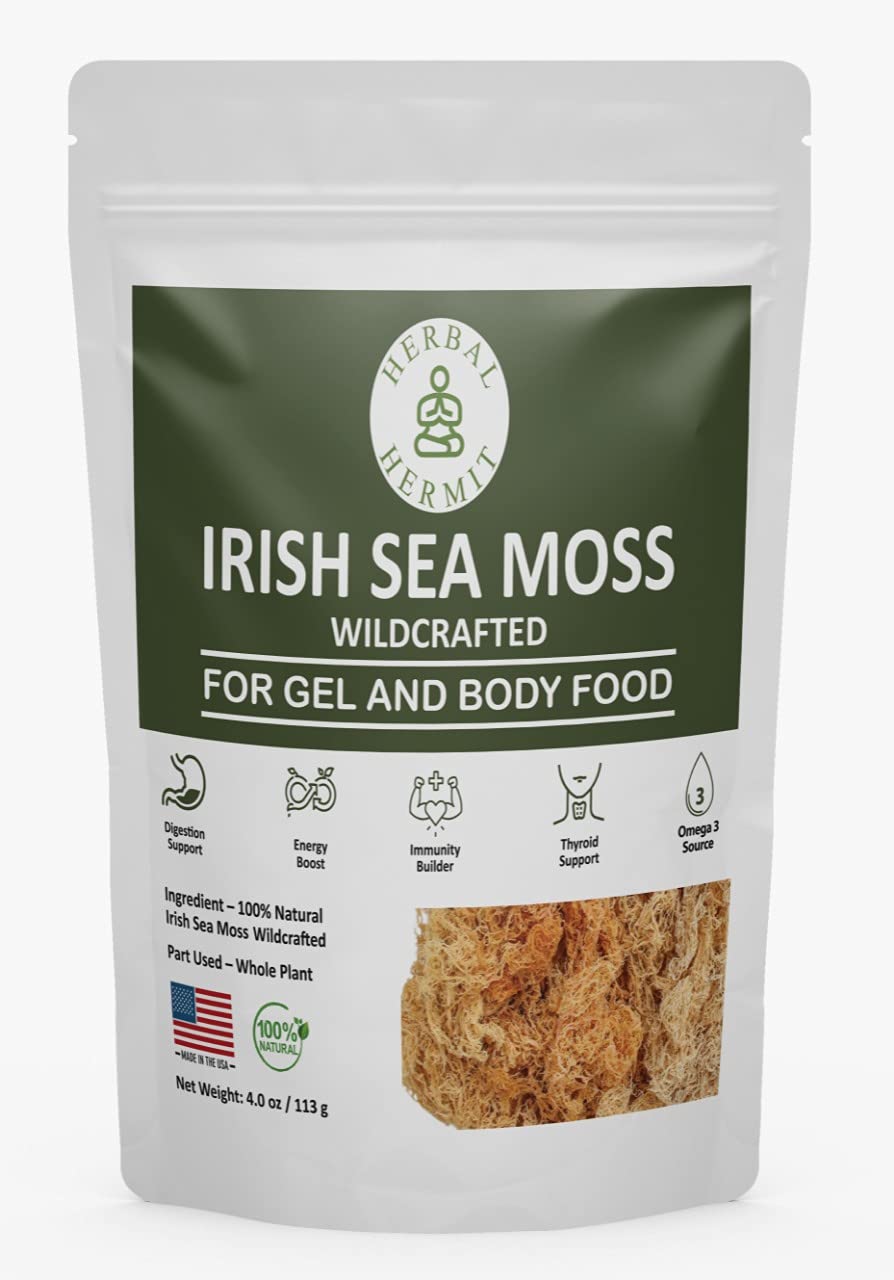 HERBAL
HERMIT
IRISH SEA MOSS
WILDCRAFTED
FOR GEL AND BODY FOOD
Digestion
Support
Energy
Boost
Immunity
Builder
Thyroid
Support
3
Omega 3
Source
Ingredient – 100% Natural
Irish Sea Moss Wildcrafted
Part Used – Whole Plant
MADE IN THE USA
100%
NATURAL
Net Weight: 4.0 oz / 113 g